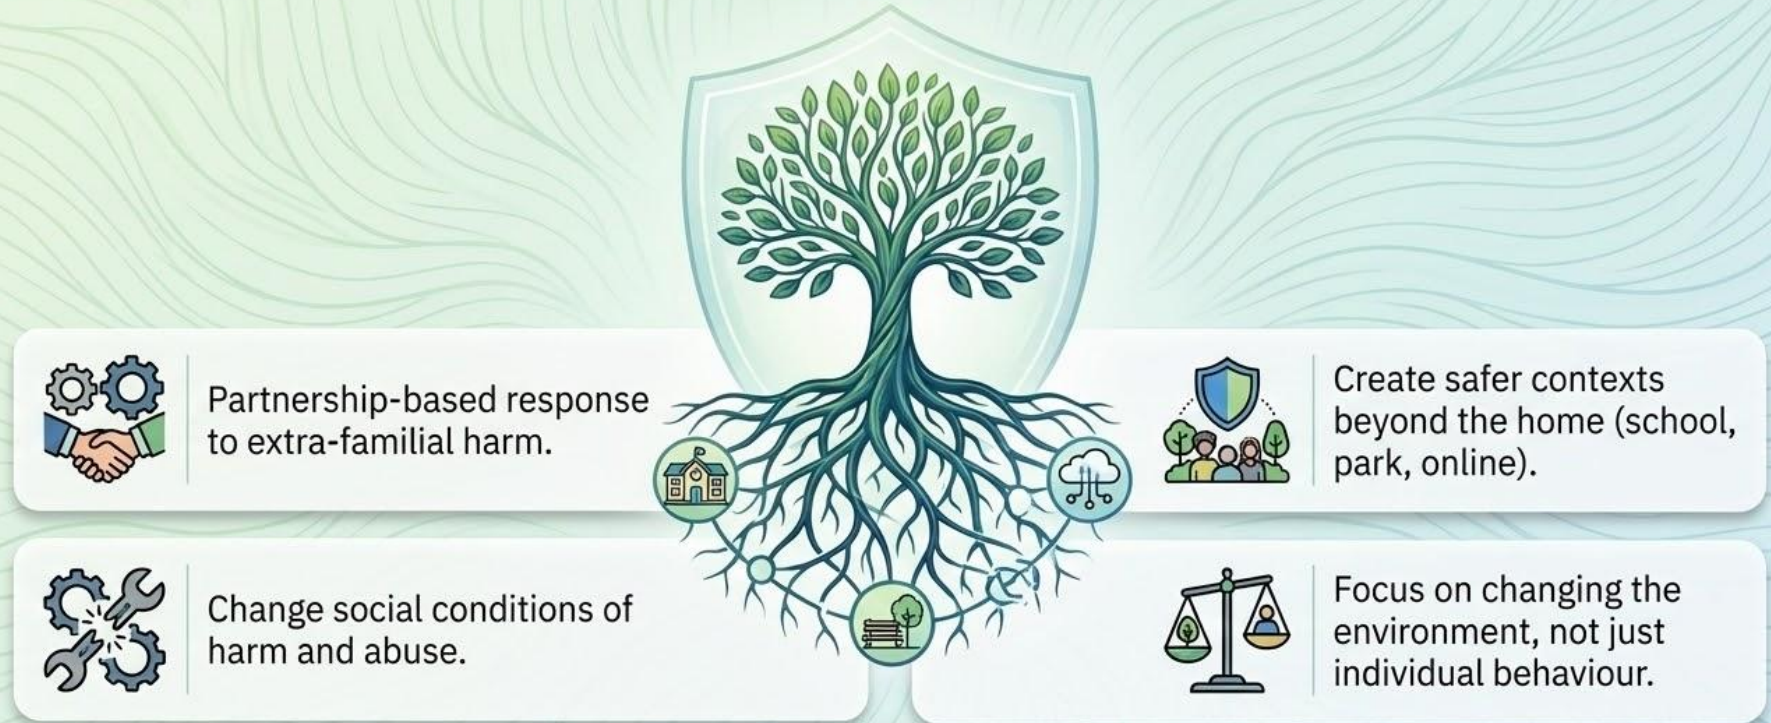 Partnership-based response
to extra-familial harm.
Create safer contexts
beyond the home (school,
park, online).
Change social conditions of
harm and abuse.
Focus on changing the
environment, not just
individual behaviour.